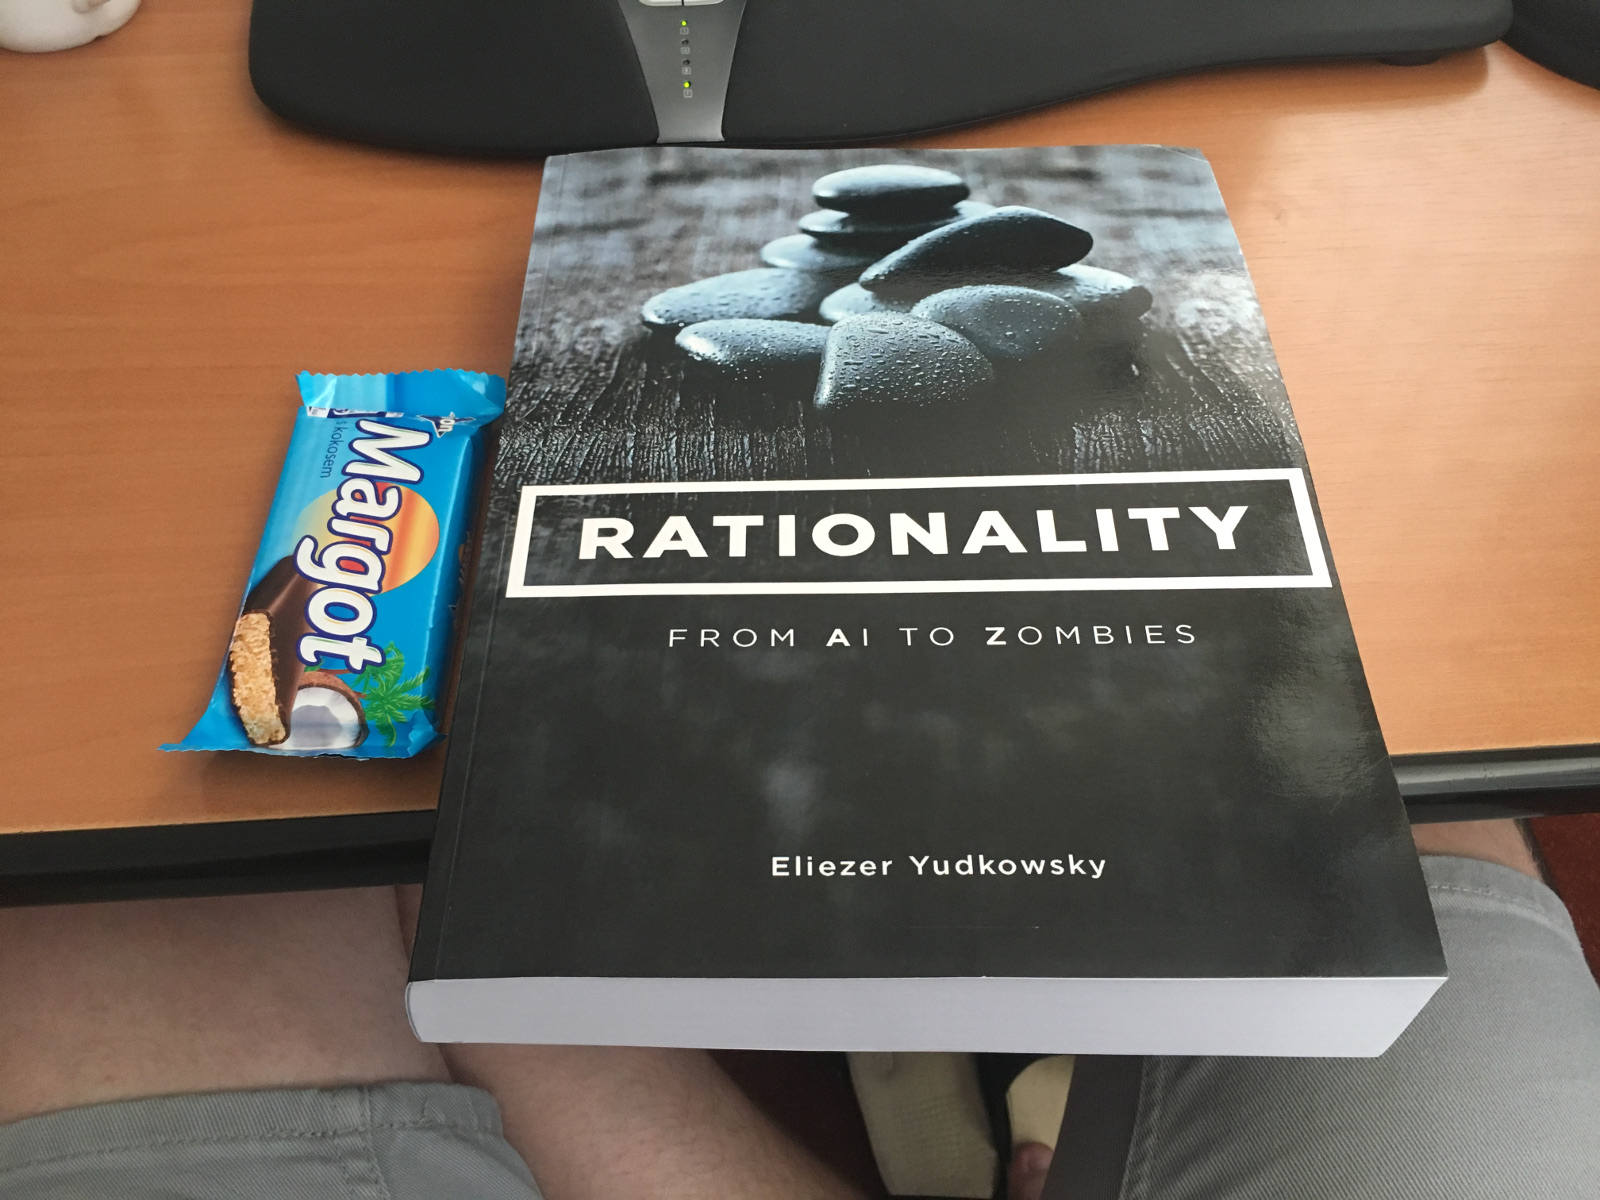 Margot
s kokosem
RATIONALITY
FROM AI TO ZOMBIES
Eliezer Yudkowsky